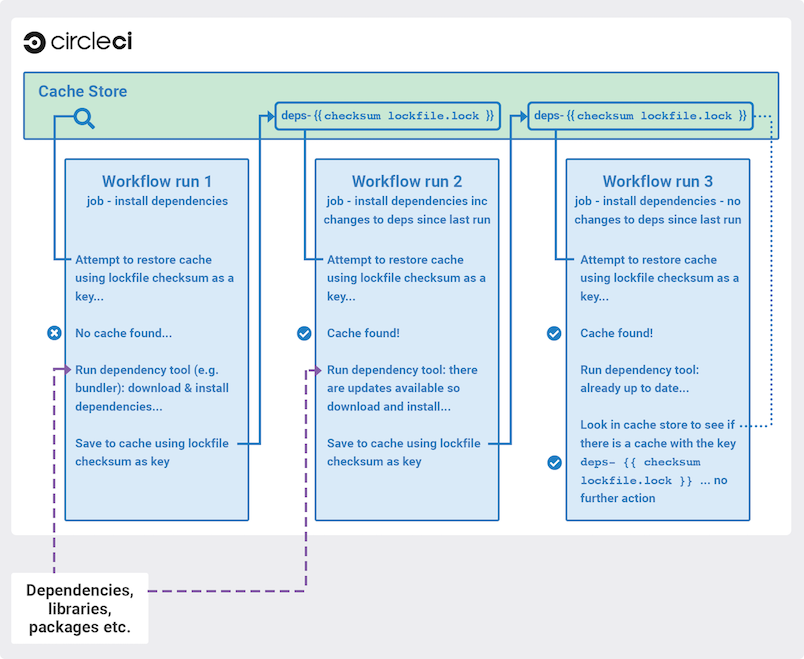 circleci
Cache Store
deps-{{checksum lockfile.lock }}
deps-{{checksum lockfile.lock }}
Workflow run 1
job - install dependencies
Attempt to restore cache
using lockfile checksum as a
key...
No cache found...
Run dependency tool (e.g.
bundler): download & install
dependencies...
Save to cache using lockfile
checksum as key
Workflow run 2
job - install dependencies inc
changes to deps since last run
Attempt to restore cache
using lockfile checksum as a
key...
Cache found!
Run dependency tool: there
are updates available so
download and install...
Save to cache using lockfile
checksum as key
Workflow run 3
job - install dependencies - no
changes to deps since last run
Attempt to restore cache
using lockfile checksum as a
key...
Cache found!
Run dependency tool:
already up to date...
Look in cache store to see if
there is a cache with the key
deps- {{ checksum
lockfile.lock }} ... no
further action
Dependencies,
libraries,
packages etc.